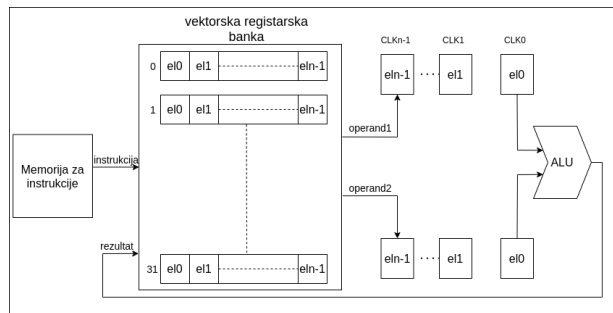 vektorska registarska
banka
CLKn-1 CLK1 CLK0
0 el0 el1 eln-1
eln-1 el1 el0
1 el0 el1 eln-1
operand1
Memorija za
instrukcije
instrukcija
ALU
operand2
rezultat
eln-1 el1 el0
31 el0 el1 eln-1